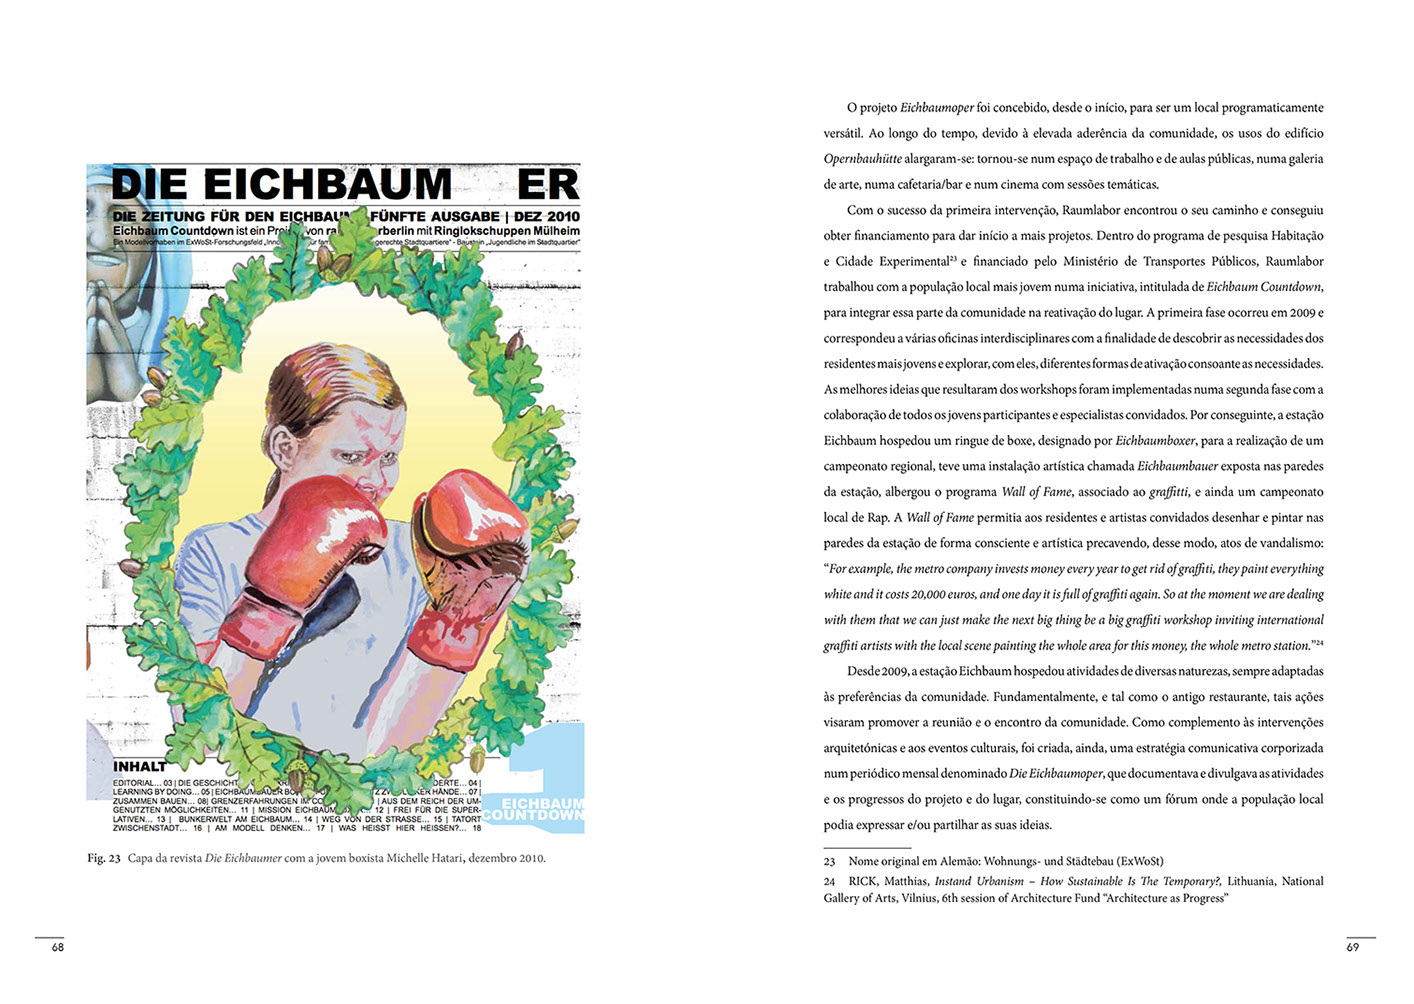 DIE EICHBAUM ER
DIE ZEITUNG FÜR DEN EICHBAUM FÜNFTE AUSGABE | DEZ 2010
Eichbaum Countdown ist ein Proj von ra rberlin mit Ringlokschuppen Mülheim
Ein Modellvorhaben im ExWoSt-Forschungsfeld „Inno für fam gerechte Stadtquartiere“ - Baustein „Jugendliche im Stadtquartier“
INHALT
EDITORIAL... 03 | DIE GESCHICHT DERTE... 04 |
LEARNING BY DOING... 05 | EICHBAUMBAUER BO ZWOL ER HÄNDE... 07 |
ZUSAMMEN BAUEN... 08| GRENZERFAHRUNGEN IM CO | AUS DEM REICH DER UM-
GENUTZTEN MÖGLICHKEITEN... 11 | MISSION EICHBAUM 12 | FREI FÜR DIE SUPER-
LATIVEN... 13 | BUNKERWELT AM EICHBAUM... 14 | WEG VON DER STRASSE... 15 | TATORT
ZWISCHENSTADT... 16 | AM MODELL DENKEN... 17 | WAS HEISST HIER HEISSEN?... 18
EICHBAUM
COUNTDOWN
Fig. 23 Capa da revista Die Eichbaumer com a jovem boxista Michelle Hatari, dezembro 2010.
68
O projeto Eichbaumoper foi concebido, desde o início, para ser um local programaticamente
versátil. Ao longo do tempo, devido à elevada aderência da comunidade, os usos do edifício
Opernbauhütte alargaram-se: tornou-se num espaço de trabalho e de aulas públicas, numa galeria
de arte, numa cafetaria/bar e num cinema com sessões temáticas.
Com o sucesso da primeira intervenção, Raumlabor encontrou o seu caminho e conseguiu
obter financiamento para dar início a mais projetos. Dentro do programa de pesquisa Habitação
e Cidade Experimental23 e financiado pelo Ministério de Transportes Públicos, Raumlabor
trabalhou com a população local mais jovem numa iniciativa, intitulada de Eichbaum Countdown,
para integrar essa parte da comunidade na reativação do lugar. A primeira fase ocorreu em 2009 e
correspondeu a várias oficinas interdisciplinares com a finalidade de descobrir as necessidades dos
residentes mais jovens e explorar, com eles, diferentes formas de ativação consoante as necessidades.
As melhores ideias que resultaram dos workshops foram implementadas numa segunda fase com a
colaboração de todos os jovens participantes e especialistas convidados. Por conseguinte, a estação
Eichbaum hospedou um ringue de boxe, designado por Eichbaumboxer, para a realização de um
campeonato regional, teve uma instalação artística chamada Eichbaumbauer exposta nas paredes
da estação, albergou o programa Wall of Fame, associado ao graffitti, e ainda um campeonato
local de Rap. A Wall of Fame permitia aos residentes e artistas convidados desenhar e pintar nas
paredes da estação de forma consciente e artística precavendo, desse modo, atos de vandalismo:
“For example, the metro company invests money every year to get rid of graffiti, they paint everything
white and it costs 20,000 euros, and one day it is full of graffiti again. So at the moment we are dealing
with them that we can just make the next big thing be a big graffiti workshop inviting international
graffiti artists with the local scene painting the whole area for this money, the whole metro station.”24
Desde 2009, a estação Eichbaum hospedou atividades de diversas naturezas, sempre adaptadas
às preferências da comunidade. Fundamentalmente, e tal como o antigo restaurante, tais ações
visaram promover a reunião e o encontro da comunidade. Como complemento às intervenções
arquitetónicas e aos eventos culturais, foi criada, ainda, uma estratégia comunicativa corporizada
num periódico mensal denominado Die Eichbaumoper, que documentava e divulgava as atividades
e os progressos do projeto e do lugar, constituindo-se como um fórum onde a população local
podia expressar e/ou partilhar as suas ideias.
23 Nome original em Alemão: Wohnungs- und Städtebau (ExWoSt)
24 RICK, Matthias, Instand Urbanism – How Sustainable Is The Temporary?, Lithuania, National
Gallery of Arts, Vilnius, 6th session of Architecture Fund “Architecture as Progress”
69